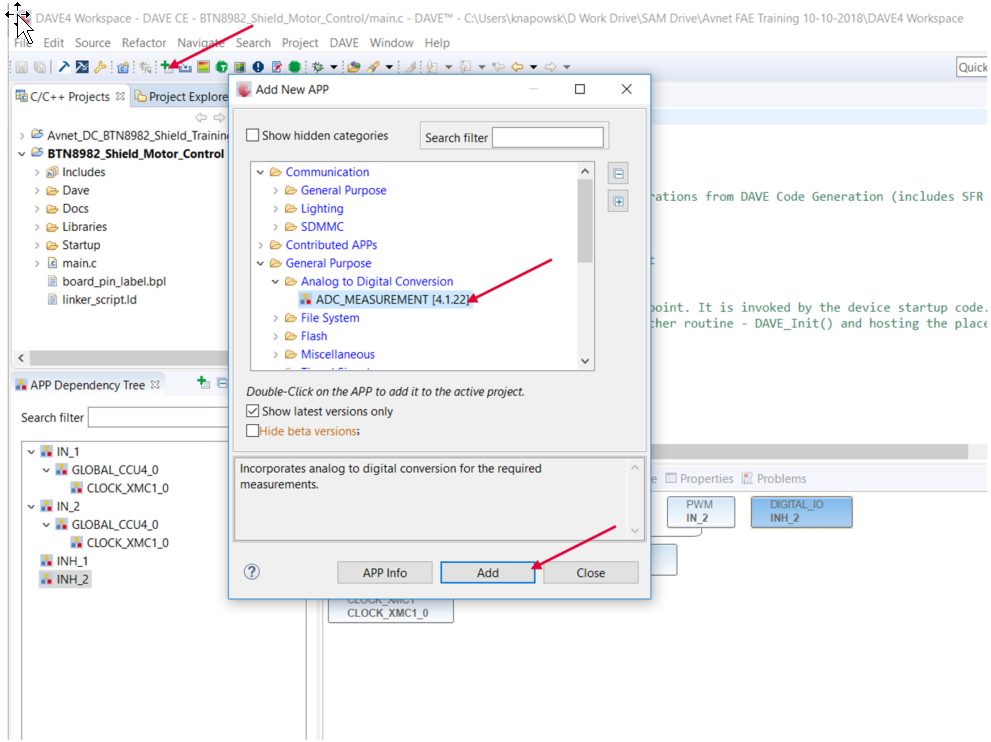 DAVE4 Workspace - DAVE CE - BTN8982_Shield_Motor_Control/main.c - DAVE™ - C:\Users\knapowsk\D Work Drive\SAM Drive\Avnet FAE Training 10-10-2018\DAVE4 Workspace
File Edit Source Refactor Navigate Search Project DAVE Window Help
Quick
C/C++ Projects Project Explore
Avnet_DC_BTN8982_Shield_Trainin
BTN8982_Shield_Motor_Control
Includes
Dave
Docs
Libraries
Startup
main.c
board_pin_label.bpl
linker_script.ld
APP Dependency Tree
Search filter
IN_1
GLOBAL_CCU4_0
CLOCK_XMC1_0
IN_2
GLOBAL_CCU4_0
CLOCK_XMC1_0
INH_1
INH_2
Add New APP
Show hidden categories
Search filter
Communication
General Purpose
Lighting
SDMMC
Contributed APPs
General Purpose
Analog to Digital Conversion
ADC_MEASUREMENT [4.1.22]
File System
Flash
Miscellaneous
Double-Click on the APP to add it to the active project.
Show latest versions only
Hide beta versions:
Incorporates analog to digital conversion for the required
measurements.
APP Info Add Close
rations from DAVE Code Generation (includes SFR
t
point. It is invoked by the device startup code.
cher routine - DAVE_Init() and hosting the place
e Properties Problems
PWM
IN_2
DIGITAL_IO
INH_2
CLOCK_XMC1
CLOCK_XMC1_0